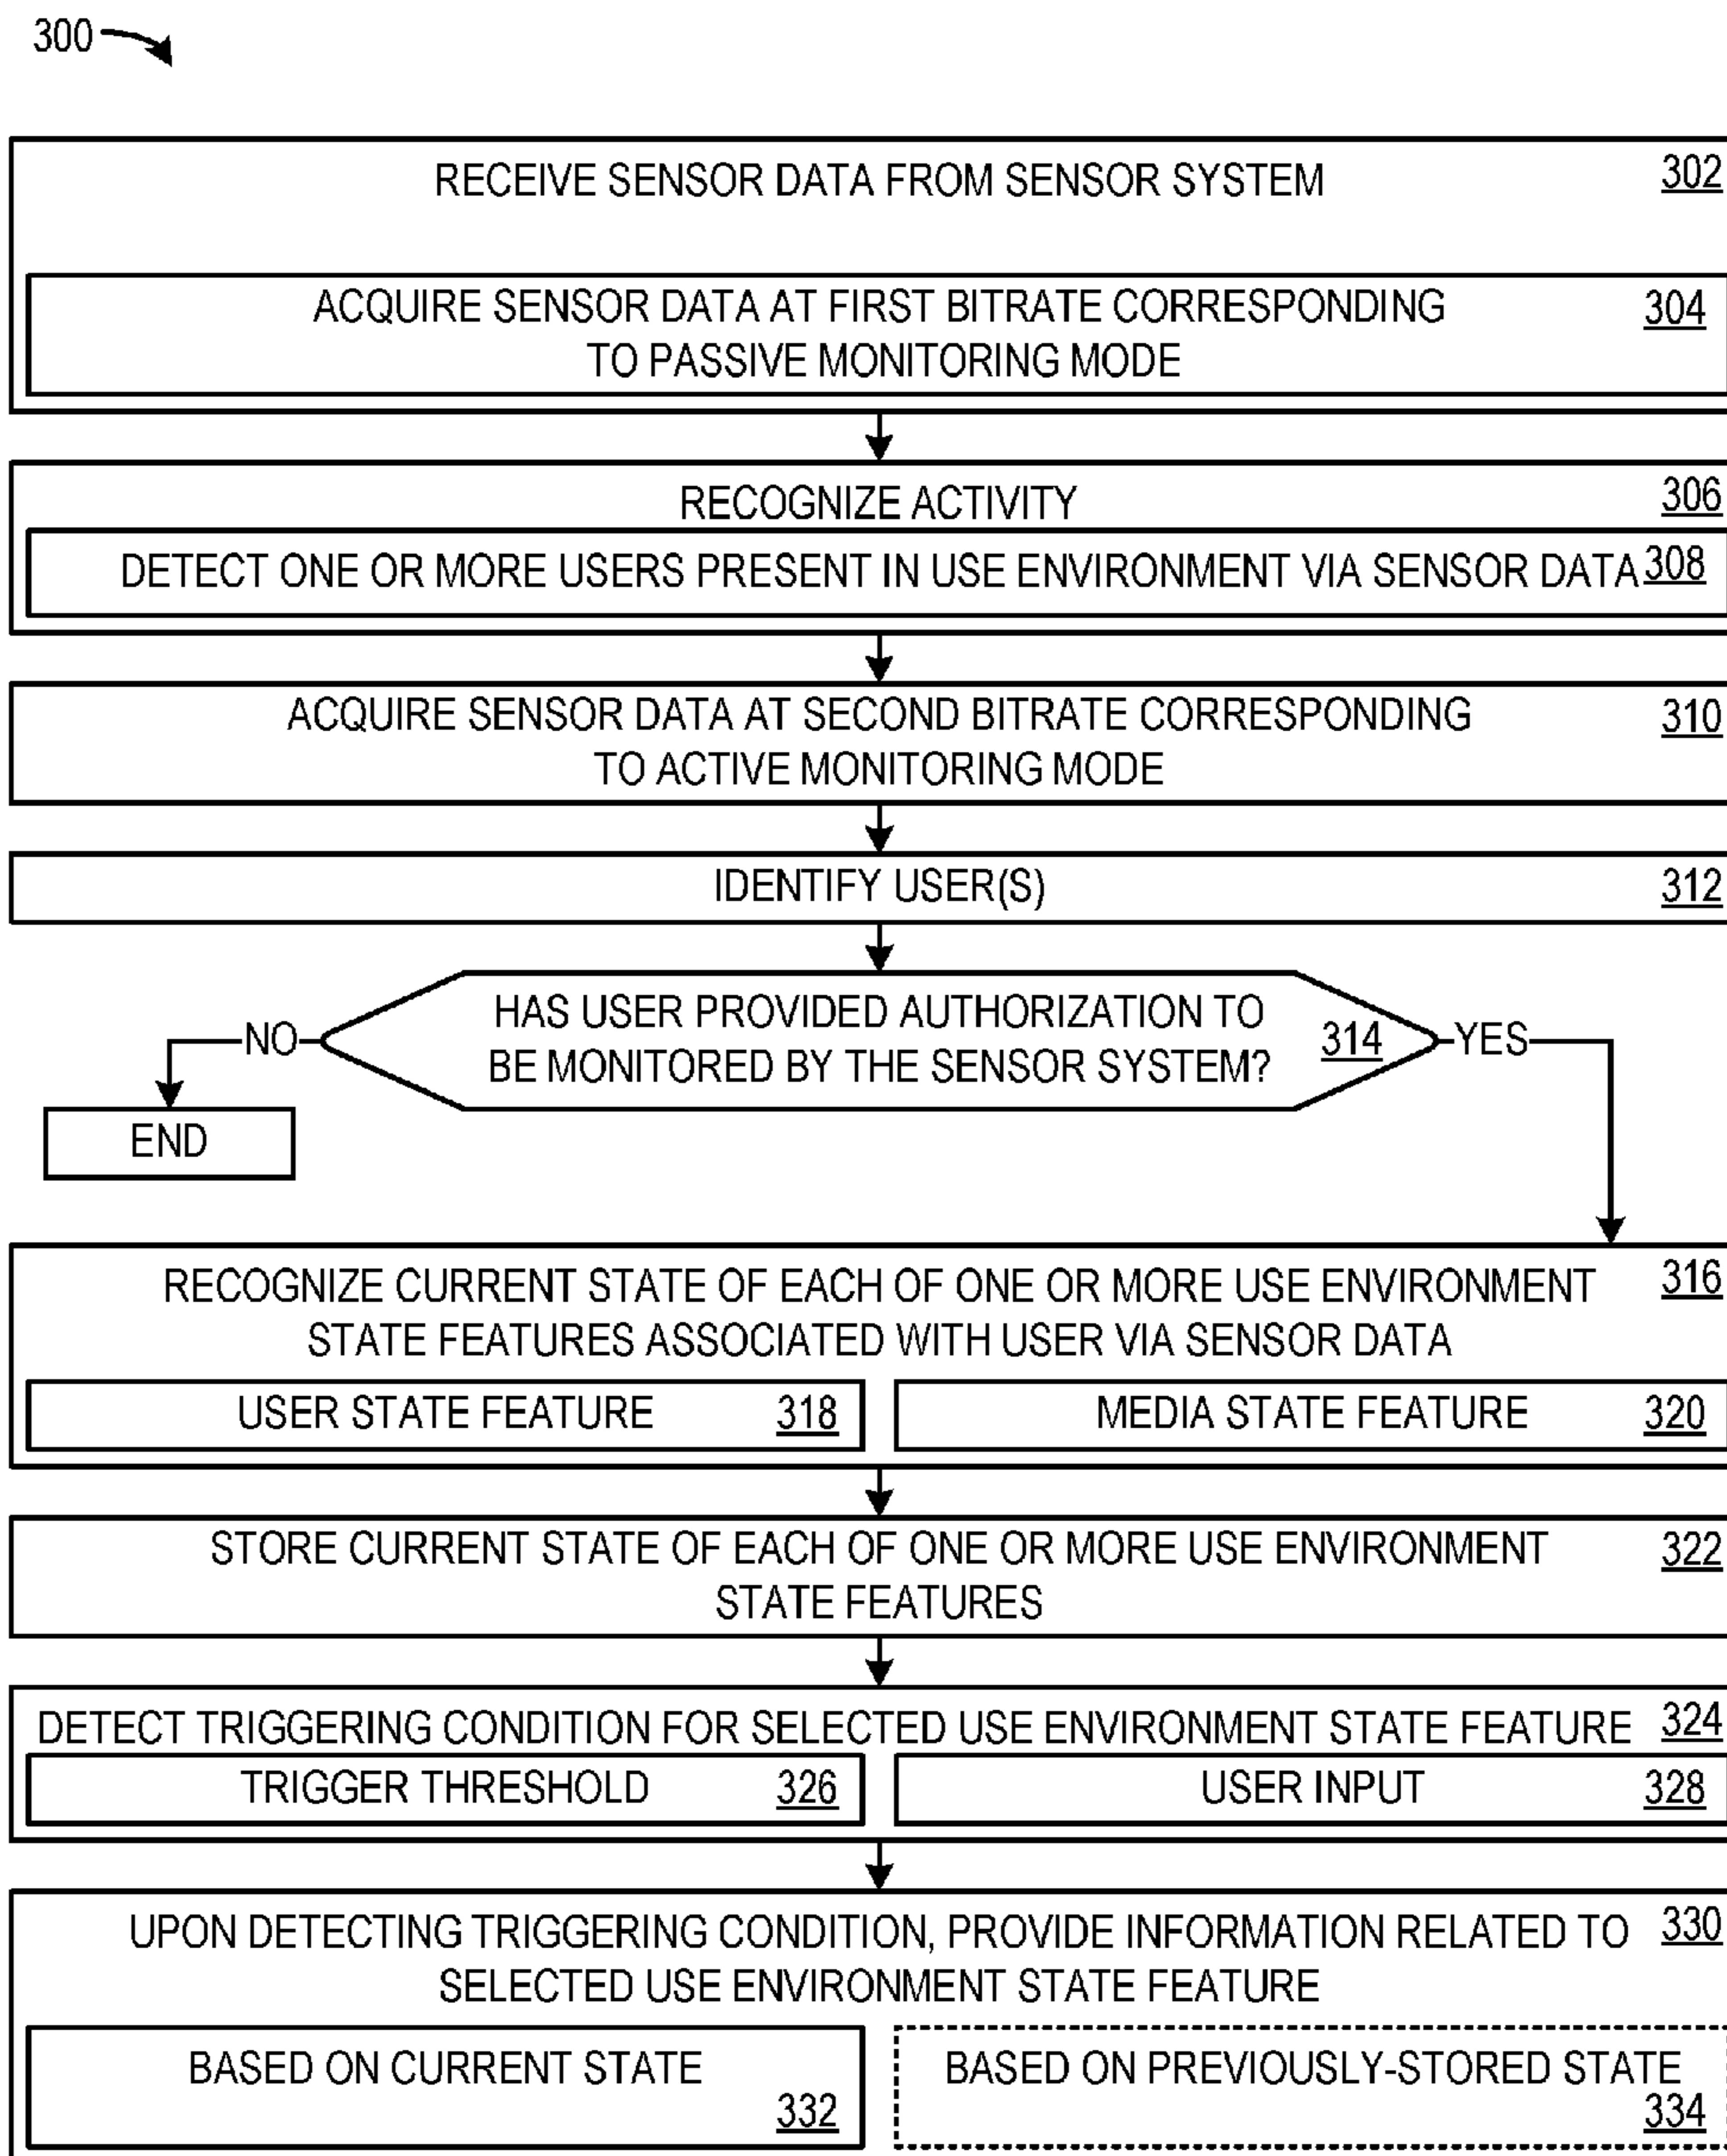 300
RECEIVE SENSOR DATA FROM SENSOR SYSTEM 302
ACQUIRE SENSOR DATA AT FIRST BITRATE CORRESPONDING 304
TO PASSIVE MONITORING MODE
RECOGNIZE ACTIVITY 306
DETECT ONE OR MORE USERS PRESENT IN USE ENVIRONMENT VIA SENSOR DATA 308
ACQUIRE SENSOR DATA AT SECOND BITRATE CORRESPONDING 310
TO ACTIVE MONITORING MODE
IDENTIFY USER(S) 312
HAS USER PROVIDED AUTHORIZATION TO
BE MONITORED BY THE SENSOR SYSTEM? 314
NO
YES
END
RECOGNIZE CURRENT STATE OF EACH OF ONE OR MORE USE ENVIRONMENT 316
STATE FEATURES ASSOCIATED WITH USER VIA SENSOR DATA
USER STATE FEATURE 318
MEDIA STATE FEATURE 320
STORE CURRENT STATE OF EACH OF ONE OR MORE USE ENVIRONMENT 322
STATE FEATURES
DETECT TRIGGERING CONDITION FOR SELECTED USE ENVIRONMENT STATE FEATURE 324
TRIGGER THRESHOLD 326
USER INPUT 328
UPON DETECTING TRIGGERING CONDITION, PROVIDE INFORMATION RELATED TO 330
SELECTED USE ENVIRONMENT STATE FEATURE
BASED ON CURRENT STATE
332
BASED ON PREVIOUSLY-STORED STATE
334